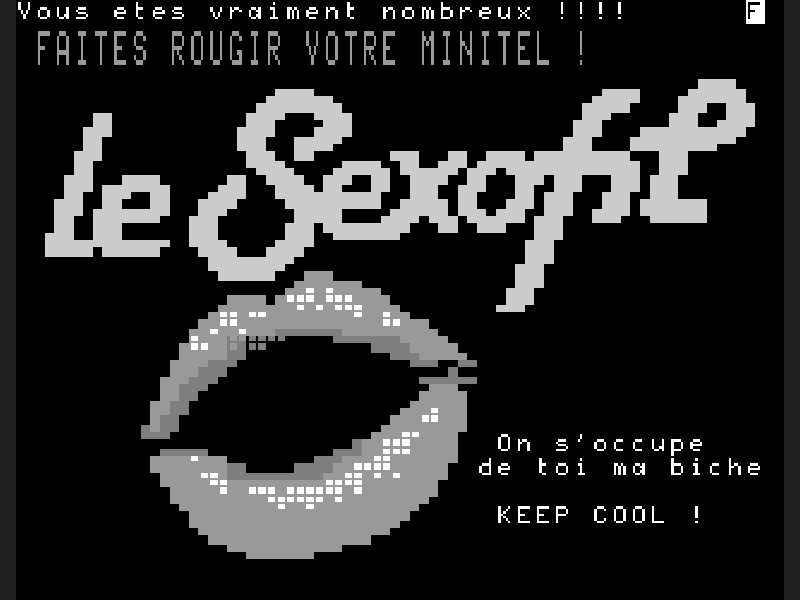 Vous etes vraiment nombreux !!!! F
FAITES ROUGIR VOTRE MINITEL !
le Sexofil
On s'occupe
de toi ma biche
KEEP COOL !